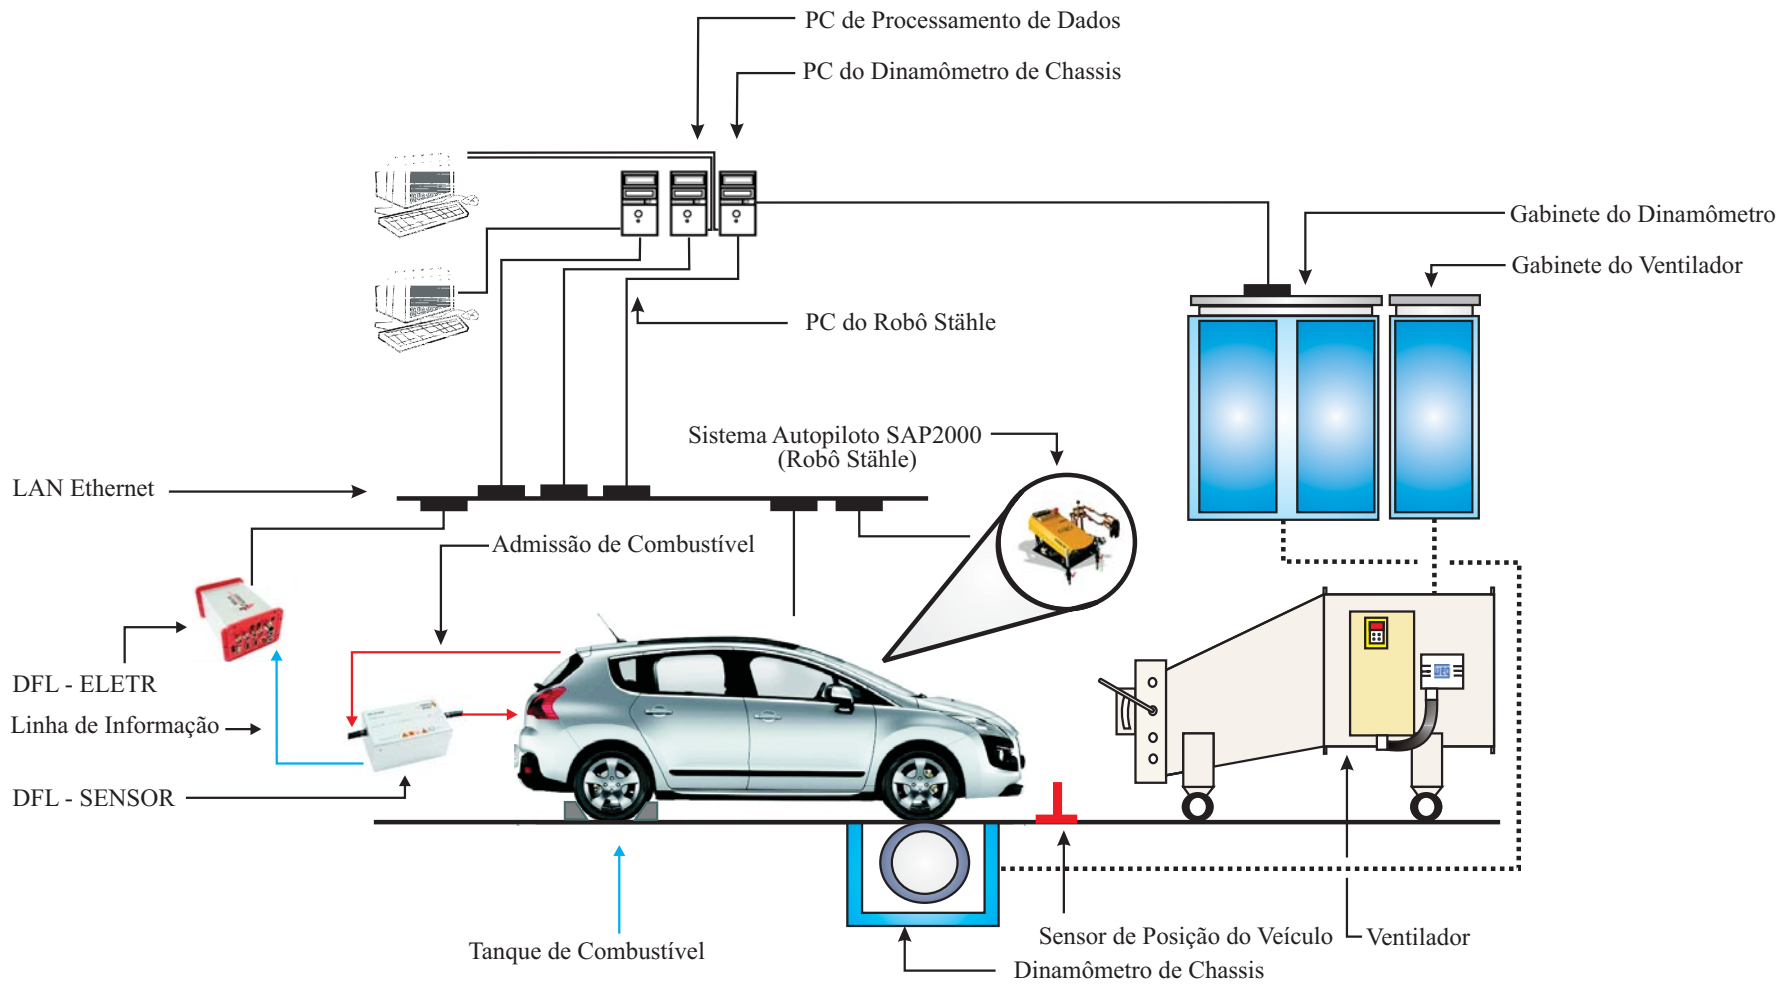 PC de Processamento de Dados
PC do Dinamômetro de Chassis
Gabinete do Dinamômetro
Gabinete do Ventilador
PC do Robô Stähle
Sistema Autopiloto SAP2000
(Robô Stähle)
LAN Ethernet
Admissão de Combustível
DFL - ELETR
Linha de Informação
DFL - SENSOR
WEG
Tanque de Combustível
Sensor de Posição do Veículo
Ventilador
Dinamômetro de Chassis